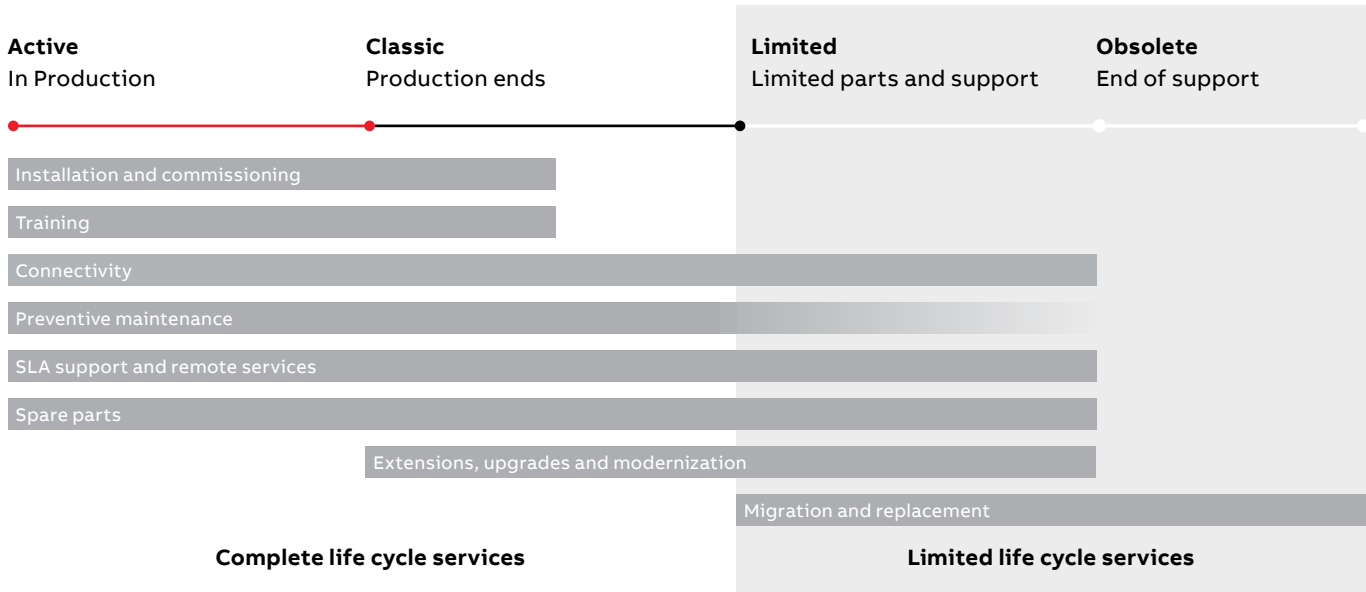 Active
In Production
Classic
Production ends
Limited
Limited parts and support
Obsolete
End of support
Installation and commissioning
Training
Connectivity
Preventive maintenance
SLA support and remote services
Spare parts
Extensions, upgrades and modernization
Migration and replacement
Complete life cycle services
Limited life cycle services